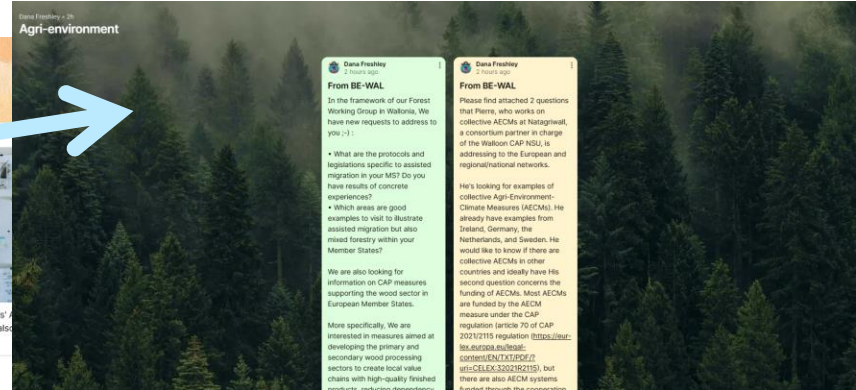 Dana Freshley • 2h
Agri-environment
Dana Freshley
2 hours ago
From BE-WAL
In the framework of our Forest
Working Group in Wallonia, We
have new requests to address to
you ;-) :
• What are the protocols and
legislations specific to assisted
migration in your MS? Do you
have results of concrete
experiences?
• Which areas are good
examples to visit to illustrate
assisted migration but also
mixed forestry within your
Member States?
We are also looking for
information on CAP measures
supporting the wood sector in
European Member States.
More specifically, We are
interested in measures aimed at
developing the primary and
secondary wood processing
sectors to create local value
chains with high-quality finished
products, reducing dependency
Dana Freshley
2 hours ago
From BE-WAL
Please find attached 2 questions
that Pierre, who works on
collective AECMs at Natagriwall,
a consortium partner in charge
of the Walloon CAP NSU, is
addressing to the European and
regional/national networks.
He's looking for examples of
collective Agri-Environment-
Climate Measures (AECMs). He
already have examples from
Ireland, Germany, the
Netherlands, and Sweden. He
would like to know if there are
collective AECMs in other
countries and ideally have His
second question concerns the
funding of AECMs. Most AECMs
are funded by the AECM
measure under the CAP
regulation (article 70 of CAP
2021/2115 regulation (https://eur-
lex.europa.eu/legal-
content/EN/TXT/PDF/?
uri=CELEX:32021R2115), but
there are also AECM systems
funded through the cooperation